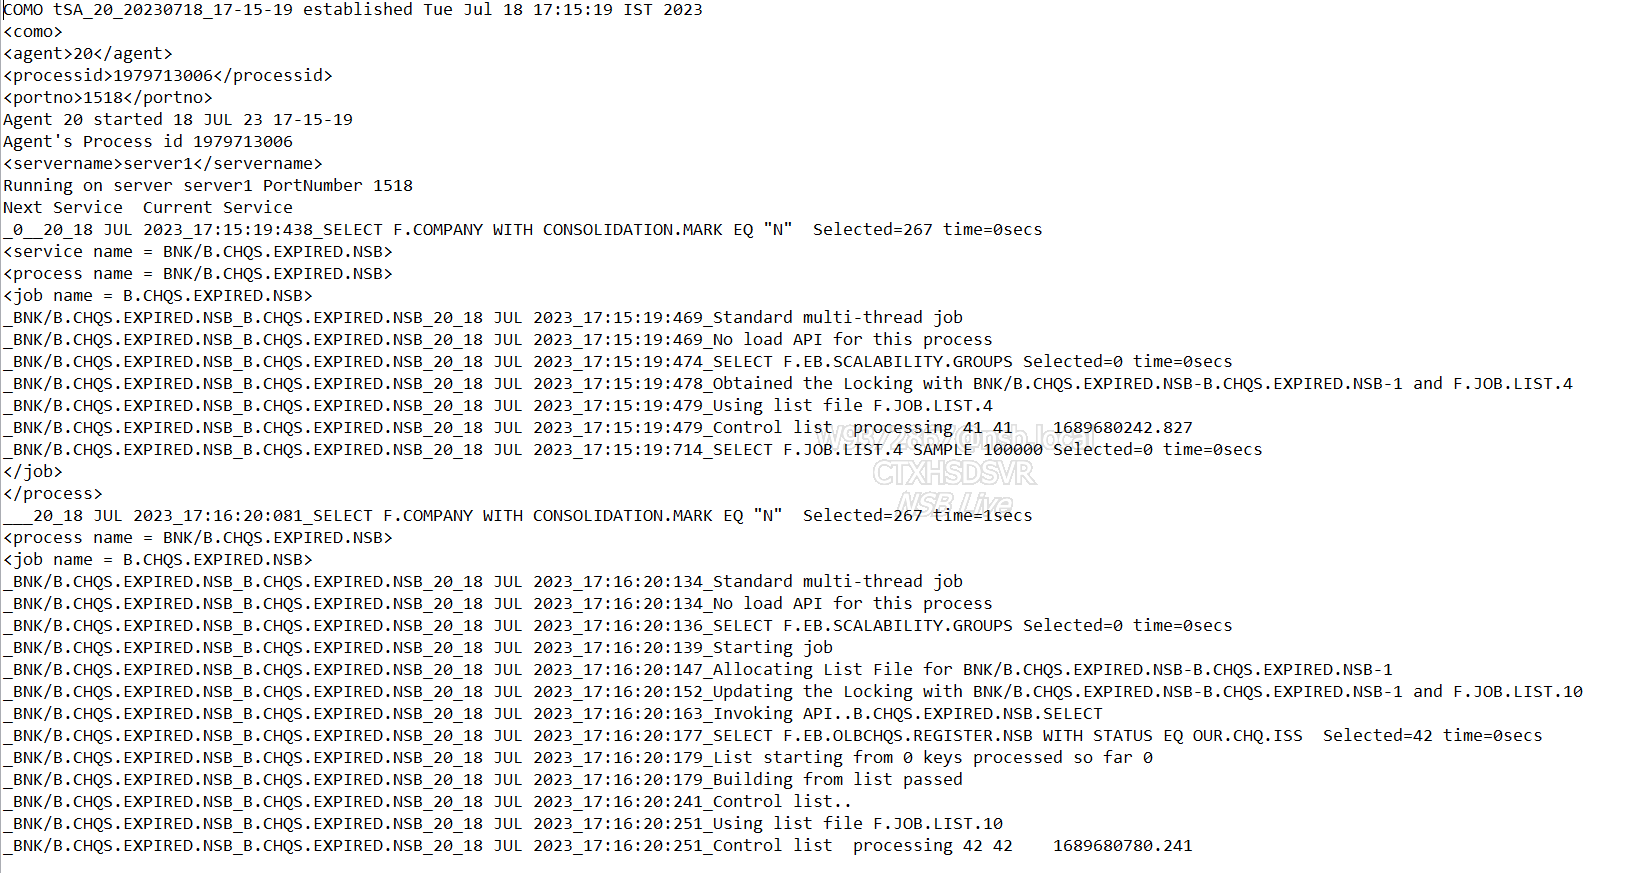 COMO tSA_20_20230718_17-15-19 established Tue Jul 18 17:15:19 IST 2023
<como>
<agent>20</agent>
<processid>1979713006</processid>
<portno>1518</portno>
Agent 20 started 18 JUL 23 17-15-19
Agent's Process id 1979713006
<servername>server1</servername>
Running on server server1 PortNumber 1518
Next Service  Current Service
_0__20_18 JUL 2023_17:15:19:438_SELECT F.COMPANY WITH CONSOLIDATION.MARK EQ "N"  Selected=267 time=0secs
<service name = BNK/B.CHQS.EXPIRED.NSB>
<process name = BNK/B.CHQS.EXPIRED.NSB>
<job name = B.CHQS.EXPIRED.NSB>
_BNK/B.CHQS.EXPIRED.NSB_B.CHQS.EXPIRED.NSB_20_18 JUL 2023_17:15:19:469_Standard multi-thread job
_BNK/B.CHQS.EXPIRED.NSB_B.CHQS.EXPIRED.NSB_20_18 JUL 2023_17:15:19:469_No load API for this process
_BNK/B.CHQS.EXPIRED.NSB_B.CHQS.EXPIRED.NSB_20_18 JUL 2023_17:15:19:474_SELECT F.EB.SCALABILITY.GROUPS Selected=0 time=0secs
_BNK/B.CHQS.EXPIRED.NSB_B.CHQS.EXPIRED.NSB_20_18 JUL 2023_17:15:19:478_Obtained the Locking with BNK/B.CHQS.EXPIRED.NSB-B.CHQS.EXPIRED.NSB-1 and F.JOB.LIST.4
_BNK/B.CHQS.EXPIRED.NSB_B.CHQS.EXPIRED.NSB_20_18 JUL 2023_17:15:19:479_Using list file F.JOB.LIST.4
_BNK/B.CHQS.EXPIRED.NSB_B.CHQS.EXPIRED.NSB_20_18 JUL 2023_17:15:19:479_Control list  processing 41 41    1689680242.827
_BNK/B.CHQS.EXPIRED.NSB_B.CHQS.EXPIRED.NSB_20_18 JUL 2023_17:15:19:714_SELECT F.JOB.LIST.4 SAMPLE 100000 Selected=0 time=0secs
CTXHSDSVR
</job>
</process>
NSB Live
___20_18 JUL 2023_17:16:20:081_SELECT F.COMPANY WITH CONSOLIDATION.MARK EQ "N"  Selected=267 time=1secs
<process name = BNK/B.CHQS.EXPIRED.NSB>
<job name = B.CHQS.EXPIRED.NSB>
_BNK/B.CHQS.EXPIRED.NSB_B.CHQS.EXPIRED.NSB_20_18 JUL 2023_17:16:20:134_Standard multi-thread job
_BNK/B.CHQS.EXPIRED.NSB_B.CHQS.EXPIRED.NSB_20_18 JUL 2023_17:16:20:134_No load API for this process
_BNK/B.CHQS.EXPIRED.NSB_B.CHQS.EXPIRED.NSB_20_18 JUL 2023_17:16:20:136_SELECT F.EB.SCALABILITY.GROUPS Selected=0 time=0secs
_BNK/B.CHQS.EXPIRED.NSB_B.CHQS.EXPIRED.NSB_20_18 JUL 2023_17:16:20:139_Starting job
_BNK/B.CHQS.EXPIRED.NSB_B.CHQS.EXPIRED.NSB_20_18 JUL 2023_17:16:20:147_Allocating List File for BNK/B.CHQS.EXPIRED.NSB-B.CHQS.EXPIRED.NSB-1
_BNK/B.CHQS.EXPIRED.NSB_B.CHQS.EXPIRED.NSB_20_18 JUL 2023_17:16:20:152_Updating the Locking with BNK/B.CHQS.EXPIRED.NSB-B.CHQS.EXPIRED.NSB-1 and F.JOB.LIST.10
_BNK/B.CHQS.EXPIRED.NSB_B.CHQS.EXPIRED.NSB_20_18 JUL 2023_17:16:20:163_Invoking API..B.CHQS.EXPIRED.NSB.SELECT
_BNK/B.CHQS.EXPIRED.NSB_B.CHQS.EXPIRED.NSB_20_18 JUL 2023_17:16:20:177_SELECT F.EB.OLBCHQS.REGISTER.NSB WITH STATUS EQ OUR.CHQ.ISS  Selected=42 time=0secs
_BNK/B.CHQS.EXPIRED.NSB_B.CHQS.EXPIRED.NSB_20_18 JUL 2023_17:16:20:179_List starting from 0 keys processed so far 0
_BNK/B.CHQS.EXPIRED.NSB_B.CHQS.EXPIRED.NSB_20_18 JUL 2023_17:16:20:179_Building from list passed
_BNK/B.CHQS.EXPIRED.NSB_B.CHQS.EXPIRED.NSB_20_18 JUL 2023_17:16:20:241_Control list..
_BNK/B.CHQS.EXPIRED.NSB_B.CHQS.EXPIRED.NSB_20_18 JUL 2023_17:16:20:251_Using list file F.JOB.LIST.10
_BNK/B.CHQS.EXPIRED.NSB_B.CHQS.EXPIRED.NSB_20_18 JUL 2023_17:16:20:251_Control list  processing 42 42    1689680780.241